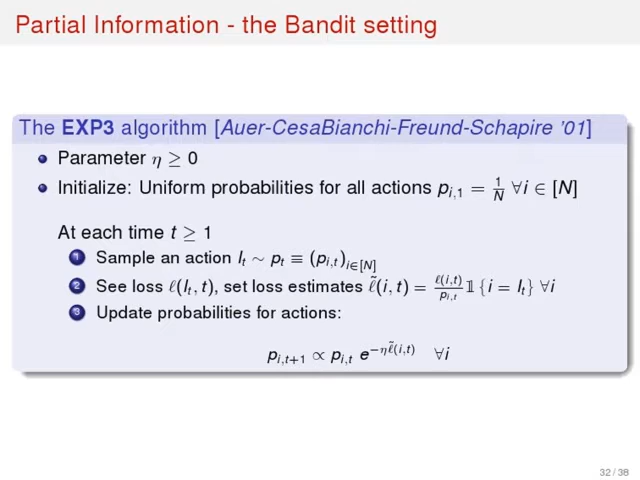 Partial Information - the Bandit setting
The EXP3 algorithm [Auer-CesaBianchi-Freund-Schapire '01]
Parameter η ≥ 0
Initialize: Uniform probabilities for all actions p_{i,1} = 1/N ∀i ∈ [N]
At each time t ≥ 1
1 Sample an action I_t ∼ p_t ≡ (p_{i,t})_{i∈[N]}
2 See loss ℓ(I_t, t), set loss estimates ℓ̃(i, t) = ℓ(i,t)/p_{i,t} 𝟙{i = I_t} ∀i
3 Update probabilities for actions:
p_{i,t+1} ∝ p_{i,t} e^{−ηℓ̃(i,t)} ∀i
32 / 38